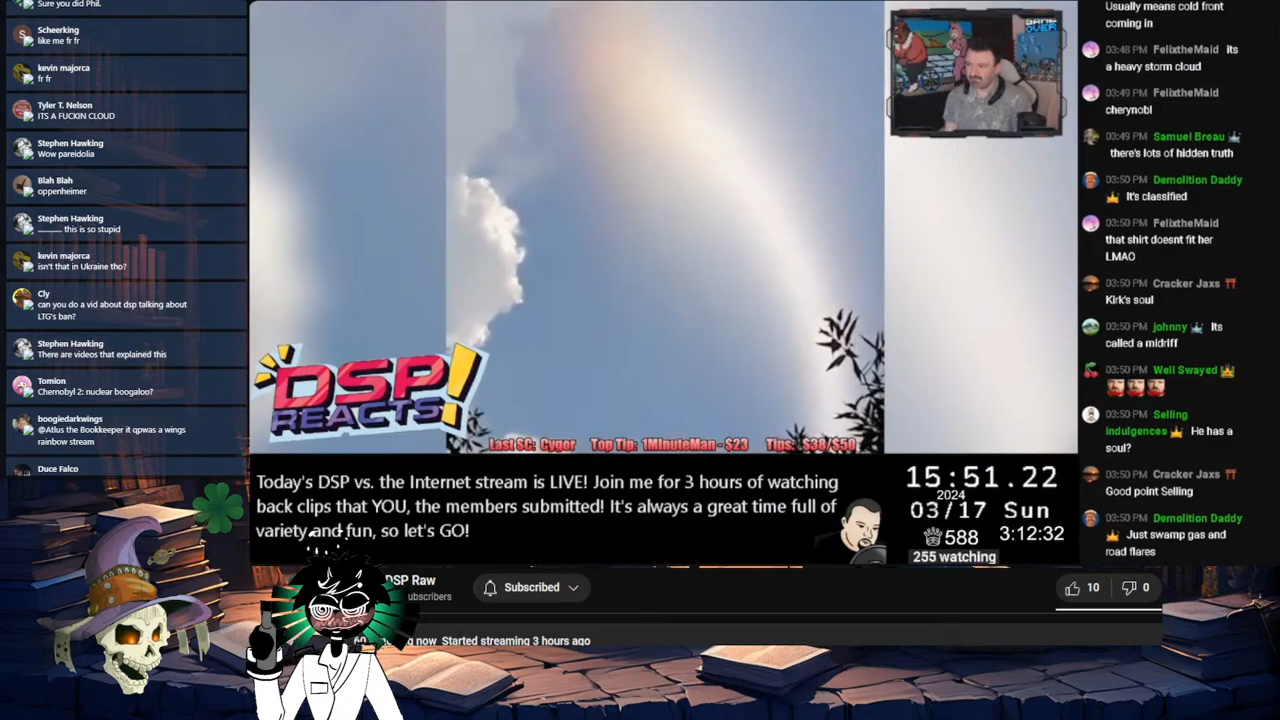 Sure you did Phil.
Scheerking
like me fr fr
kevin majorca
fr fr
Tyler T. Nelson
ITS A FUCKIN CLOUD
Stephen Hawking
Wow pareidolia
Blah Blah
oppenheimer
Stephen Hawking
this is so stupid
kevin majorca
isn't that in Ukraine tho?
Cly
can you do a vid about dsp talking about
LTG's ban?
Stephen Hawking
There are videos that explained this
Tomion
Chernobyl 2: nuclear boogaloo?
boogiedarkwings
@Atlus the Bookkeeper it qpwas a wings
rainbow stream
Duce Falco
GAME
OVER
DSP
REACTS!
Last SC: Cygor Top Tip: 1MinuteMan - $23 Tips: $38/$50
Today's DSP vs. the Internet stream is LIVE! Join me for 3 hours of watching
back clips that YOU, the members submitted! It's always a great time full of
variety and fun, so let's GO!
15:51.22
2024
03/17 Sun
588 3:12:32
255 watching
DSP Raw
ubscribers
Subscribed
10
0
now Started streaming 3 hours ago
Usually means cold front
coming in
03:48 PM FelixtheMaid its
a heavy storm cloud
03:49 PM FelixtheMaid
cherynobl
03:49 PM Samuel Breau
there's lots of hidden truth
03:50 PM Demolition Daddy
It's classified
03:50 PM FelixtheMaid
that shirt doesnt fit her
LMAO
03:50 PM Cracker Jaxs
Kirk's soul
03:50 PM johnny Its
called a midriff
03:50 PM Well Swayed
03:50 PM Selling
Indulgences He has a
soul?
03:50 PM Cracker Jaxs
Good point Selling
03:50 PM Demolition Daddy
Just swamp gas and
road flares